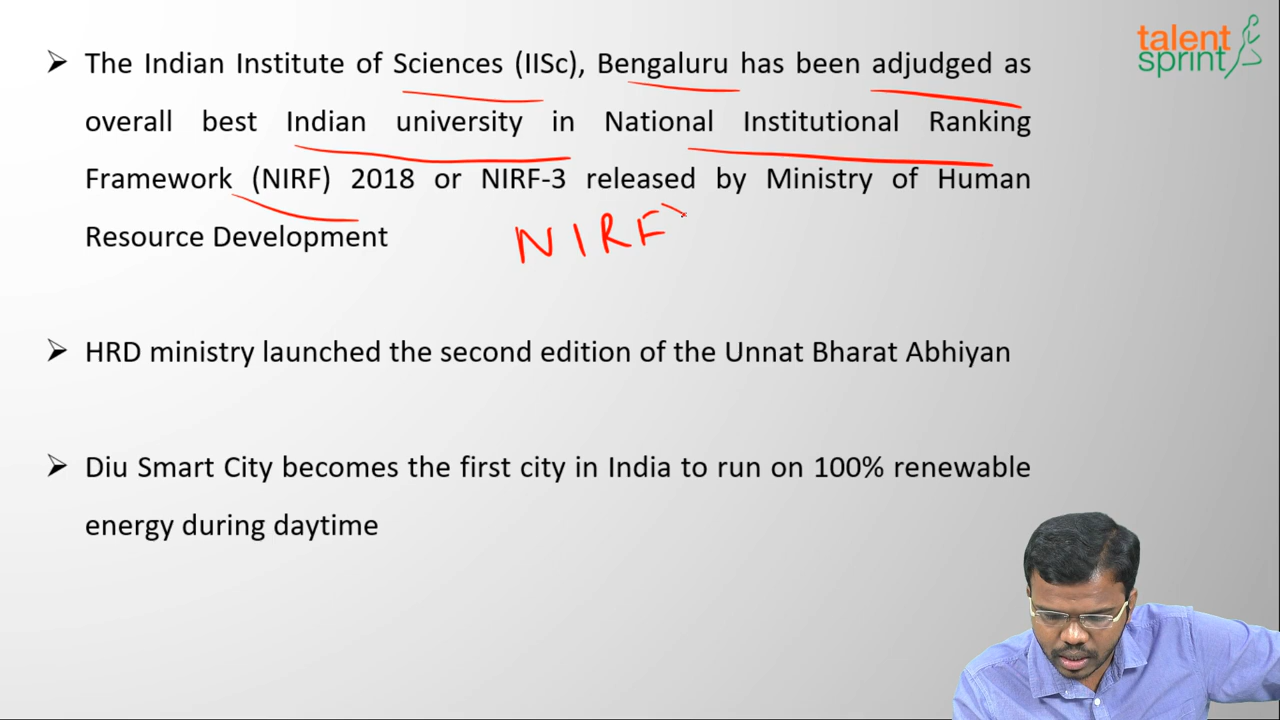 talent
sprint
➢ The Indian Institute of Sciences (IISc), Bengaluru has been adjudged as
overall best Indian university in National Institutional Ranking
Framework (NIRF) 2018 or NIRF-3 released by Ministry of Human
Resource Development
NIRF
➢ HRD ministry launched the second edition of the Unnat Bharat Abhiyan
➢ Diu Smart City becomes the first city in India to run on 100% renewable
energy during daytime